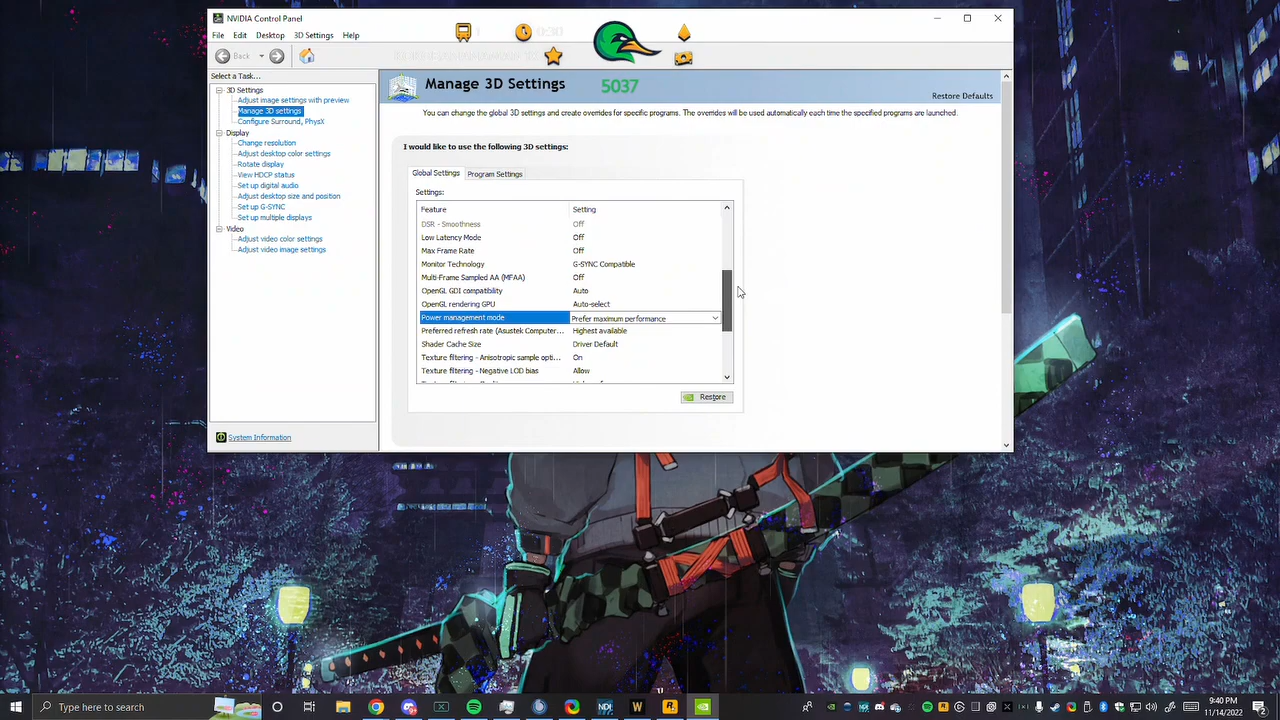 NVIDIA Control Panel
File Edit Desktop 3D Settings Help
Back
Select a Task...
3D Settings
Adjust image settings with preview
Manage 3D settings
Configure Surround, PhysX
Display
Change resolution
Adjust desktop color settings
Rotate display
View HDCP status
Set up digital audio
Adjust desktop size and position
Set up G-SYNC
Set up multiple displays
Video
Adjust video color settings
Adjust video image settings
System Information
Manage 3D Settings
5037
Restore Defaults
You can change the global 3D settings and create overrides for specific programs. The overrides will be used automatically each time the specified programs are launched.
I would like to use the following 3D settings:
Global Settings Program Settings
Settings:
Feature Setting
DSR - Smoothness Off
Low Latency Mode Off
Max Frame Rate Off
Monitor Technology G-SYNC Compatible
Multi-Frame Sampled AA (MFAA) Off
OpenGL GDI compatibility Auto
OpenGL rendering GPU Auto-select
Power management mode Prefer maximum performance
Preferred refresh rate (Asustek Computer... Highest available
Shader Cache Size Driver Default
Texture filtering - Anisotropic sample opti... On
Texture filtering - Negative LOD bias Allow
Restore
Type here to search
NDI
W
R
9:40 PM
11/14/2022